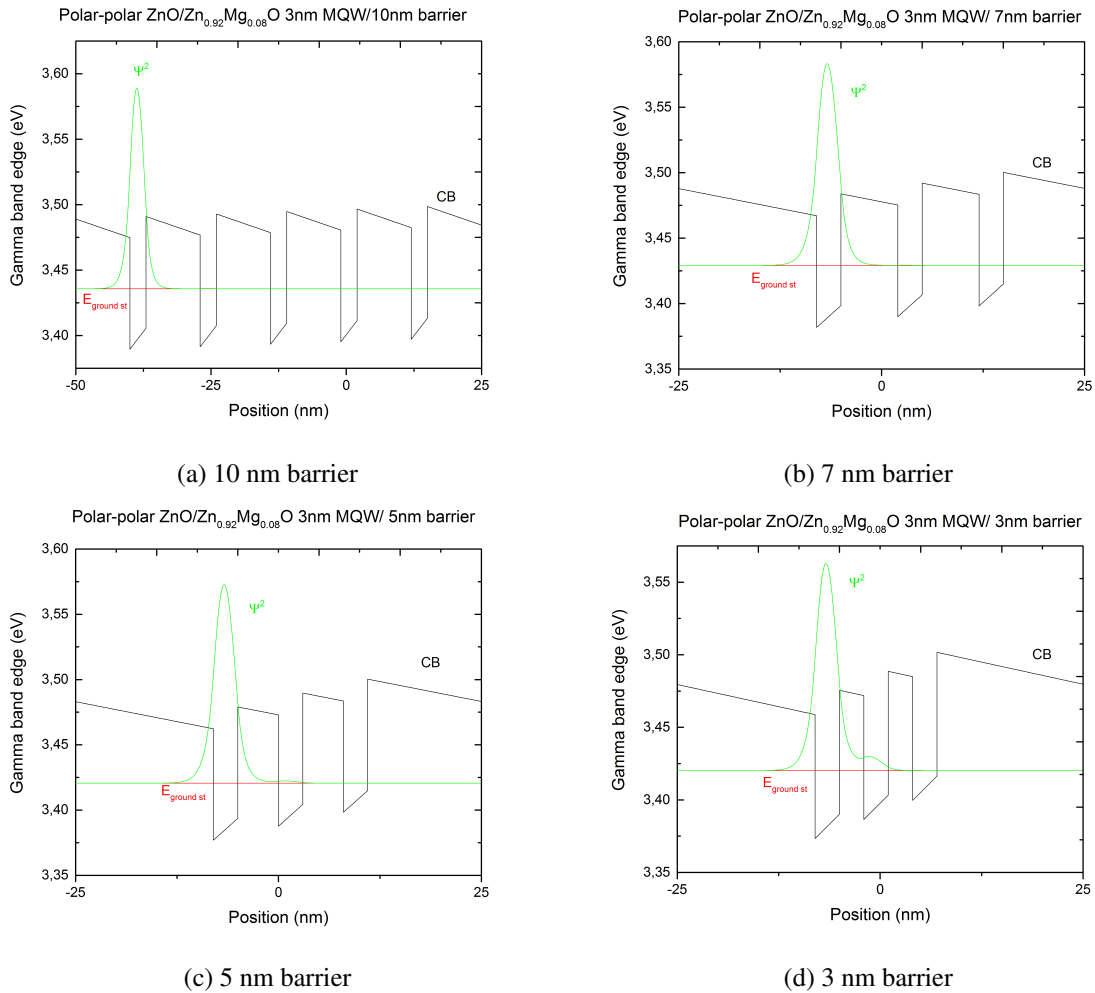 Polar-polar ZnO/Zn0.92Mg0.08O 3nm MQW/10nm barrier
3,60
3,55
3,50
3,45
3,40
Gamma band edge (eV)
Ψ2
CB
Eground st
-50
-25
0
25
Position (nm)
(a) 10 nm barrier
Polar-polar ZnO/Zn0.92Mg0.08O 3nm MQW/ 7nm barrier
3,60
3,55
3,50
3,45
3,40
3,35
Gamma band edge (eV)
Ψ2
CB
Eground st
-25
0
25
Position (nm)
(b) 7 nm barrier
Polar-polar ZnO/Zn0.92Mg0.08O 3nm MQW/ 5nm barrier
3,60
3,55
3,50
3,45
3,40
3,35
Gamma band edge (eV)
Ψ2
CB
Eground st
-25
0
25
Position (nm)
(c) 5 nm barrier
Polar-polar ZnO/Zn0.92Mg0.08O 3nm MQW/ 3nm barrier
3,55
3,50
3,45
3,40
3,35
Gamma band edge (eV)
Ψ2
CB
Eground st
-25
0
25
Position (nm)
(d) 3 nm barrier